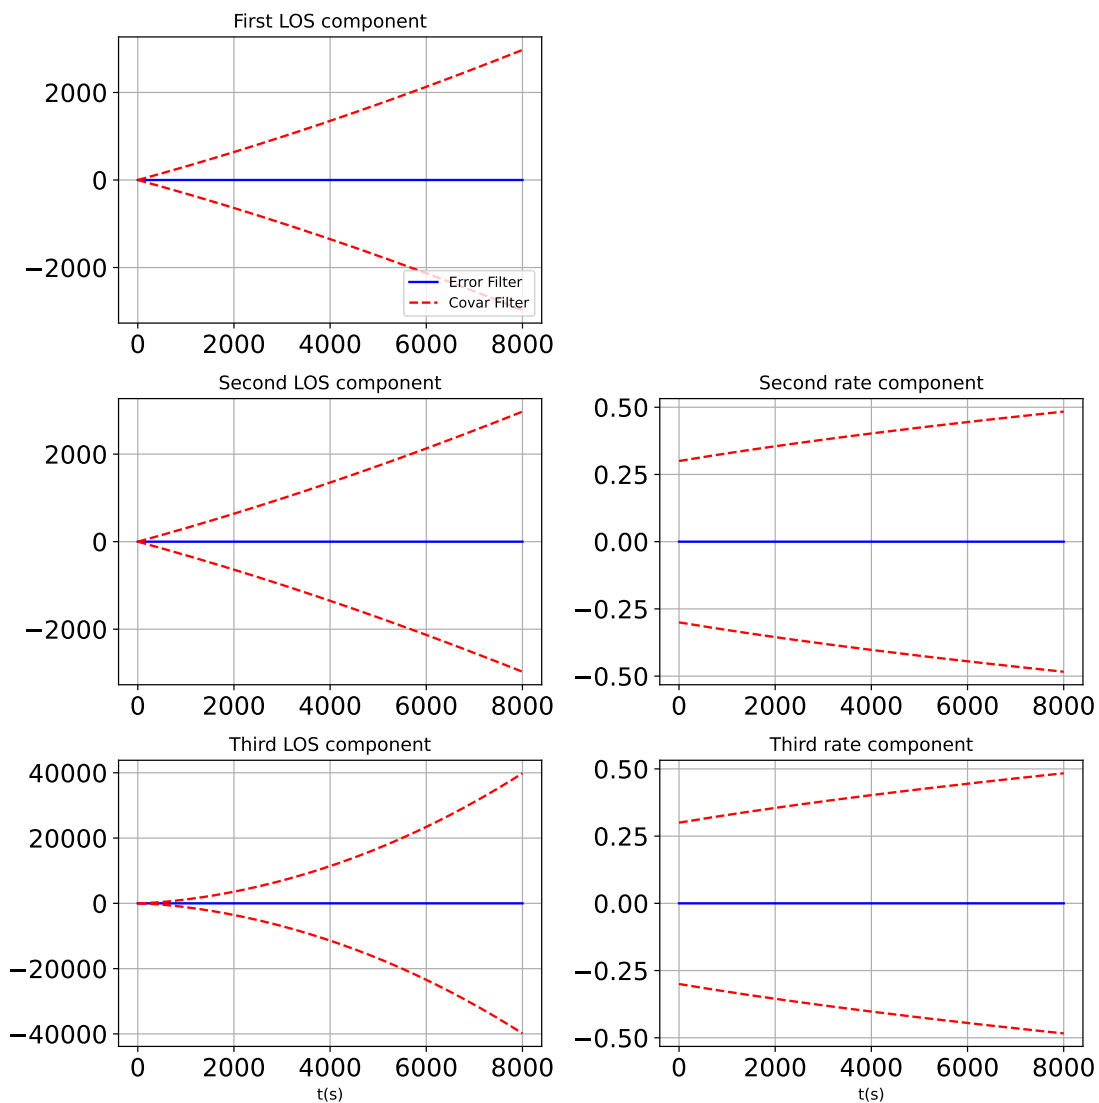 First LOS component
2000
0
−2000
Error Filter
Covar Filter
0 2000 4000 6000 8000
Second LOS component
2000
0
−2000
0 2000 4000 6000 8000
Second rate component
0.50
0.25
0.00
−0.25
−0.50
0 2000 4000 6000 8000
Third LOS component
40000
20000
0
−20000
−40000
0 2000 4000 6000 8000
t(s)
Third rate component
0.50
0.25
0.00
−0.25
−0.50
0 2000 4000 6000 8000
t(s)